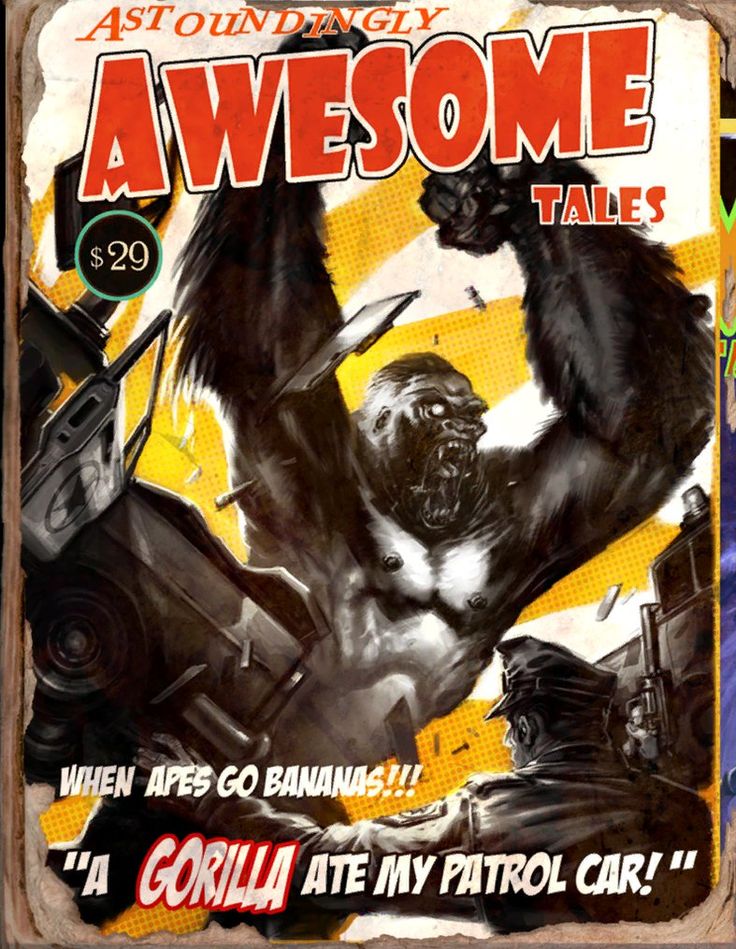 ASTOUNDINGLY
AWESOME
TALES
$29
WHEN APES GO BANANAS!!!
"A GORILLA ATE MY PATROL CAR!"